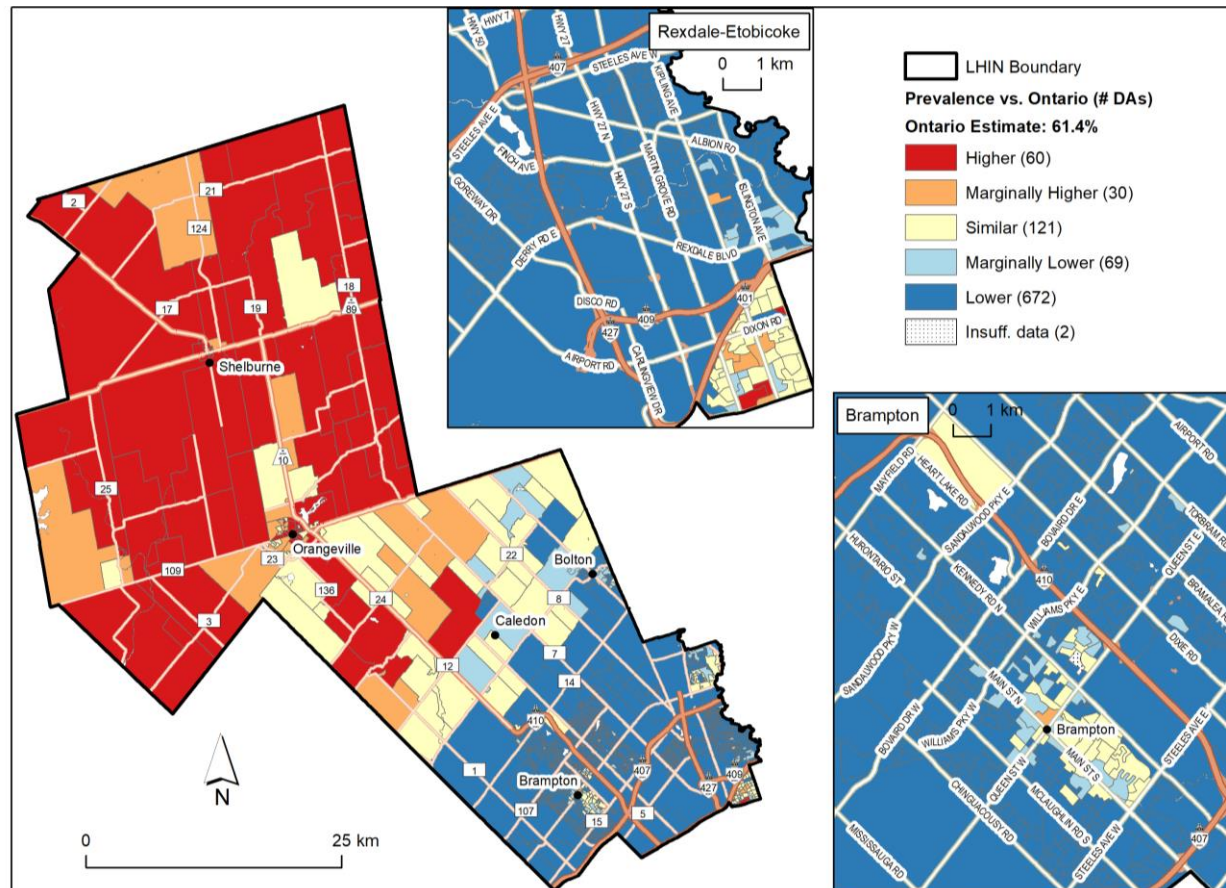 Rexdale-Etobicoke
0 1 km
HWY 7
HWY 50
HWY 27
407
STEELES AVE W
KIPLING AVE
STEELES AVE E
FINCH AVE
GOREWAY DR
HWY 27 N
MARTIN GROVE RD
ALBION RD
ISLINGTON AVE
DERRY RD E
HWY 27 S
REXDALE BLVD
DISCO RD
401
409
427
DIXON RD
AIRPORT RD
CARLINGVIEW DR
LHIN Boundary
Prevalence vs. Ontario (# DAs)
Ontario Estimate: 61.4%
Higher (60)
Marginally Higher (30)
Similar (121)
Marginally Lower (69)
Lower (672)
Insuff. data (2)
2
21
124
17
19
18
89
Shelburne
10
25
Orangeville
23
109
3
136
24
22
Bolton
8
Caledon
12
7
14
410
1
107
Brampton
15
5
407
427
409
N
0 25 km
Brampton
0 1 km
MAYFIELD RD
HEART LAKE RD
SANDALWOOD PKY E
BOVAIRD DR E
AIRPORT RD
TORBRAM RD
HURONTARIO ST
KENNEDY RD N
410
QUEEN ST E
BRAMALEA RD
WILLIAMS PKY E
DIXIE RD
SANDALWOOD PKY W
MAIN ST N
BOVAIRD DR W
WILLIAMS PKY W
Brampton
STEELES AVE E
MAIN ST S
QUEEN ST W
CHINGUACOUSY RD
MCLAUGHLIN RD S
STEELES AVE W
MISSISSAUGA RD
407